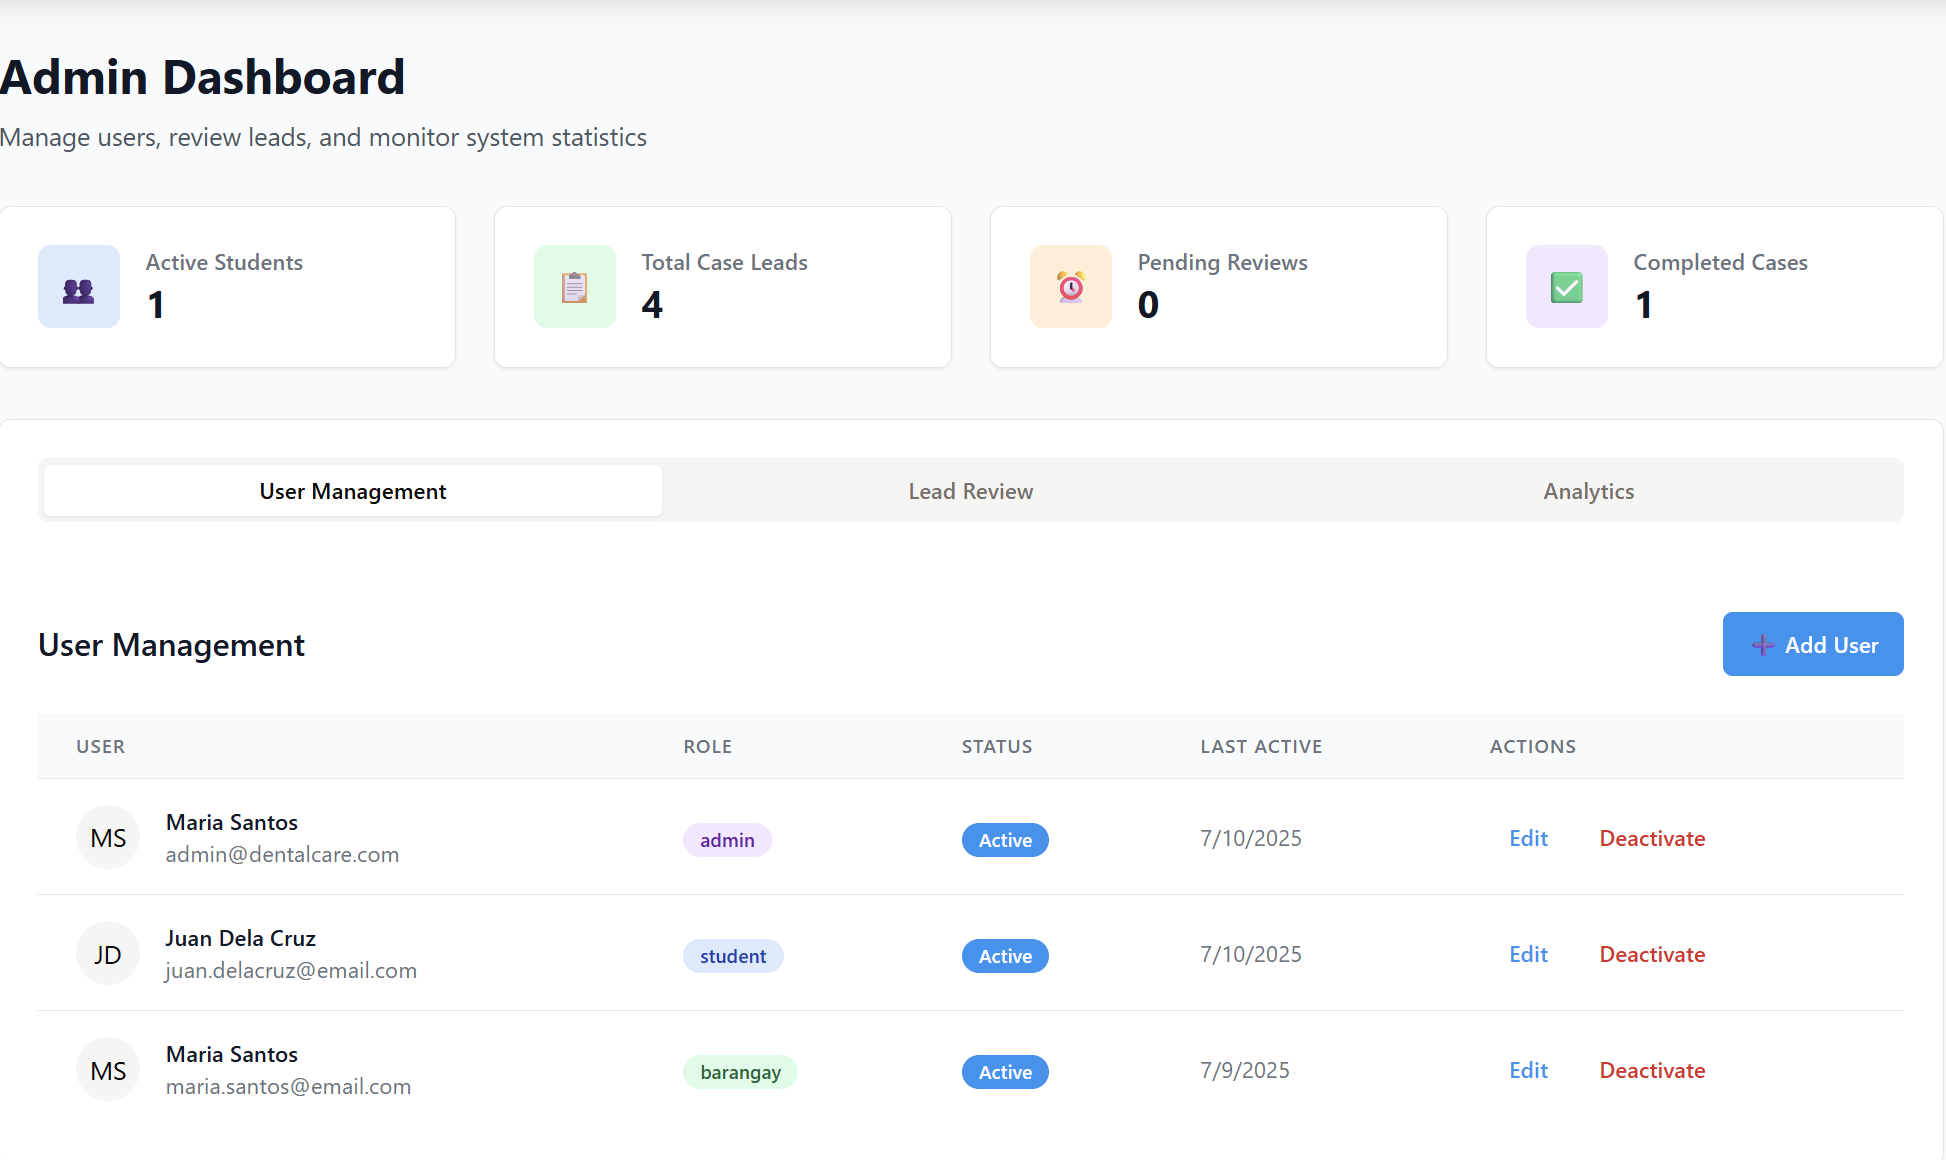 Admin Dashboard
Manage users, review leads, and monitor system statistics
Active Students
1
Total Case Leads
4
Pending Reviews
0
Completed Cases
1
User Management
Lead Review
Analytics
User Management
Add User
USER ROLE STATUS LAST ACTIVE ACTIONS
MS Maria Santos admin@dentalcare.com admin Active 7/10/2025 Edit Deactivate
JD Juan Dela Cruz juan.delacruz@email.com student Active 7/10/2025 Edit Deactivate
MS Maria Santos maria.santos@email.com barangay Active 7/9/2025 Edit Deactivate